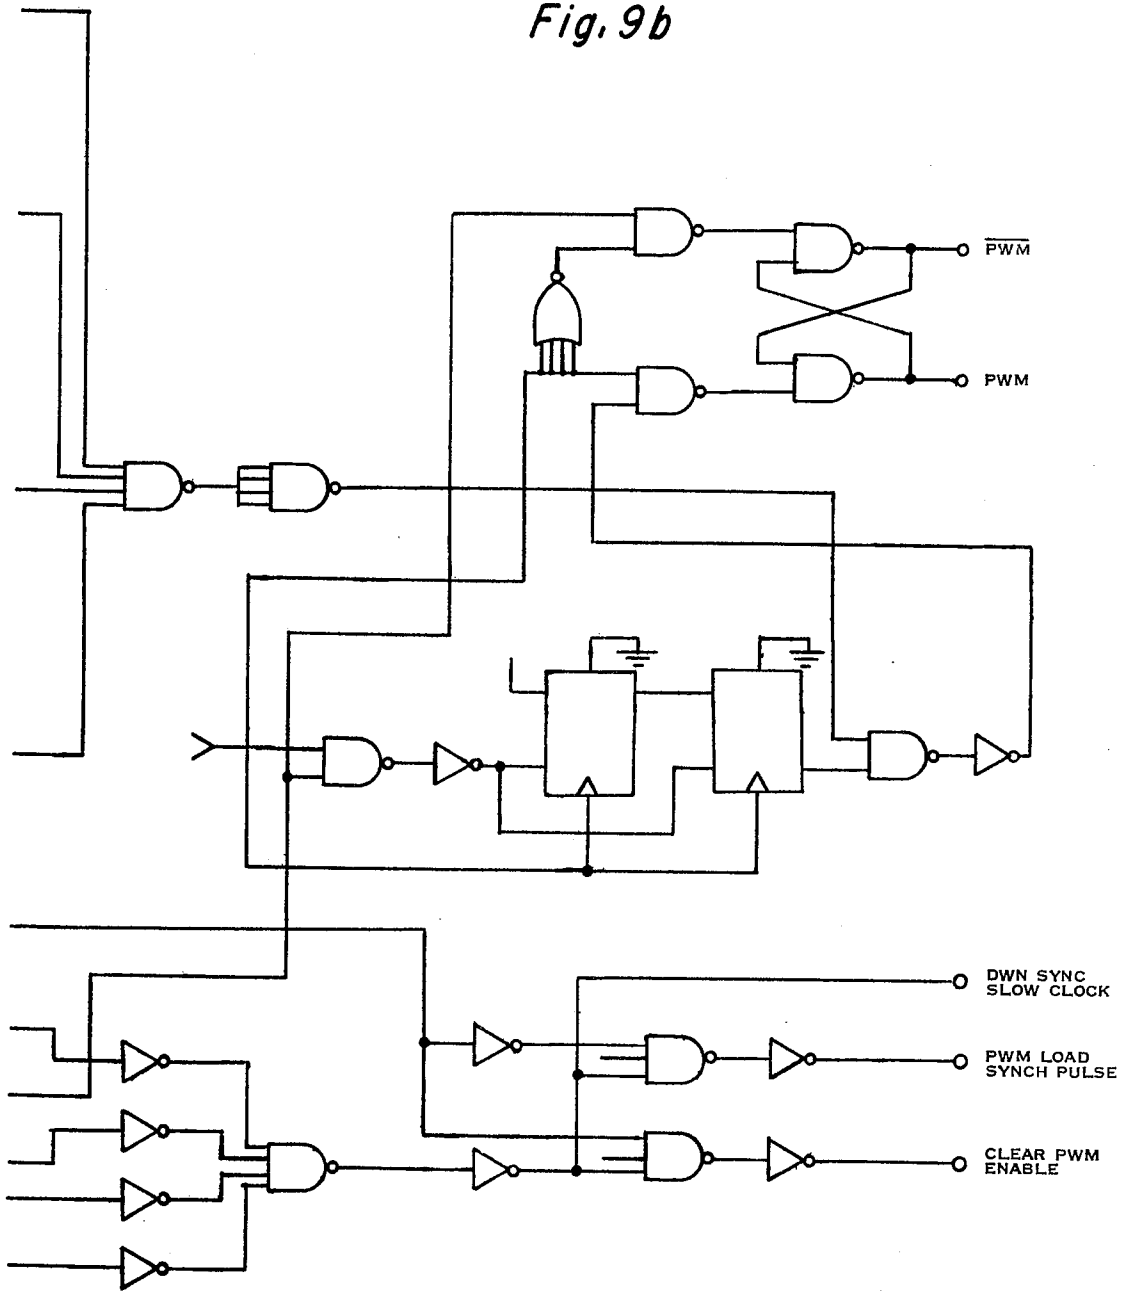 Fig. 9b
PWM
PWM
DWN SYNC
SLOW CLOCK
PWM LOAD
SYNCH PULSE
CLEAR PWM
ENABLE